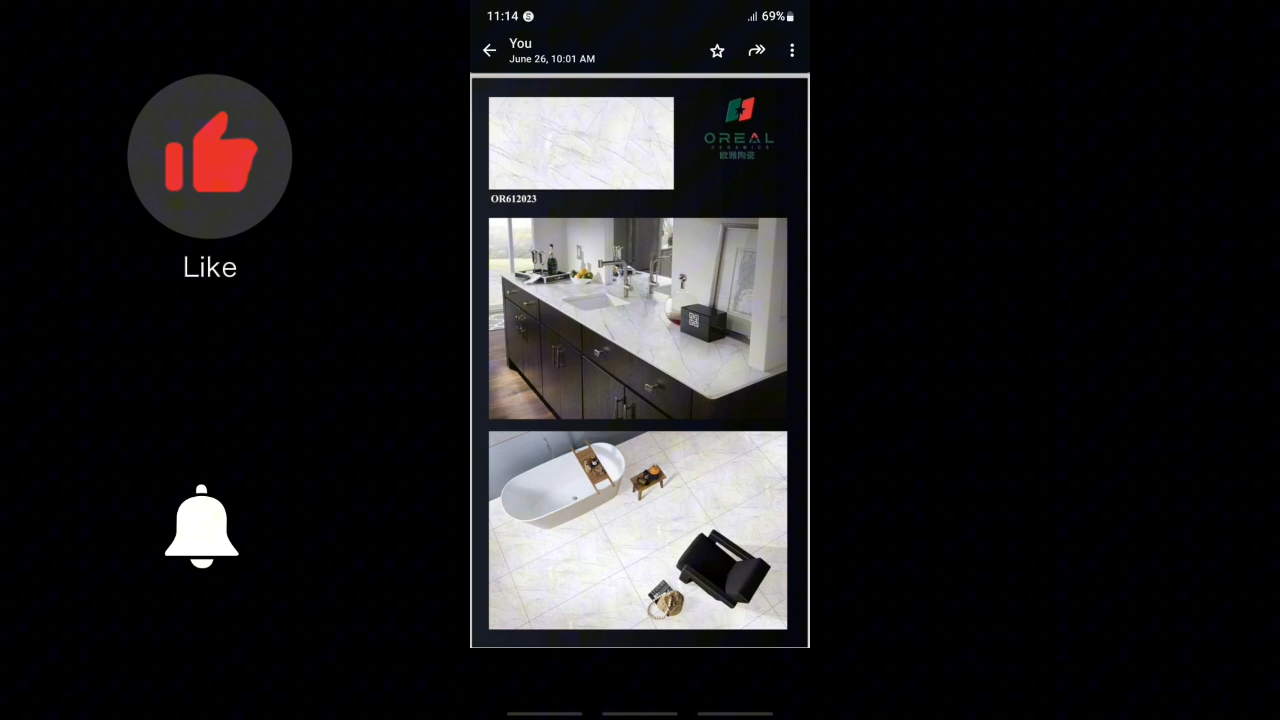 11:14
69%
You
June 26, 10:01 AM
OREAL
CERAMICS
欧雅陶瓷
OR612023
Like